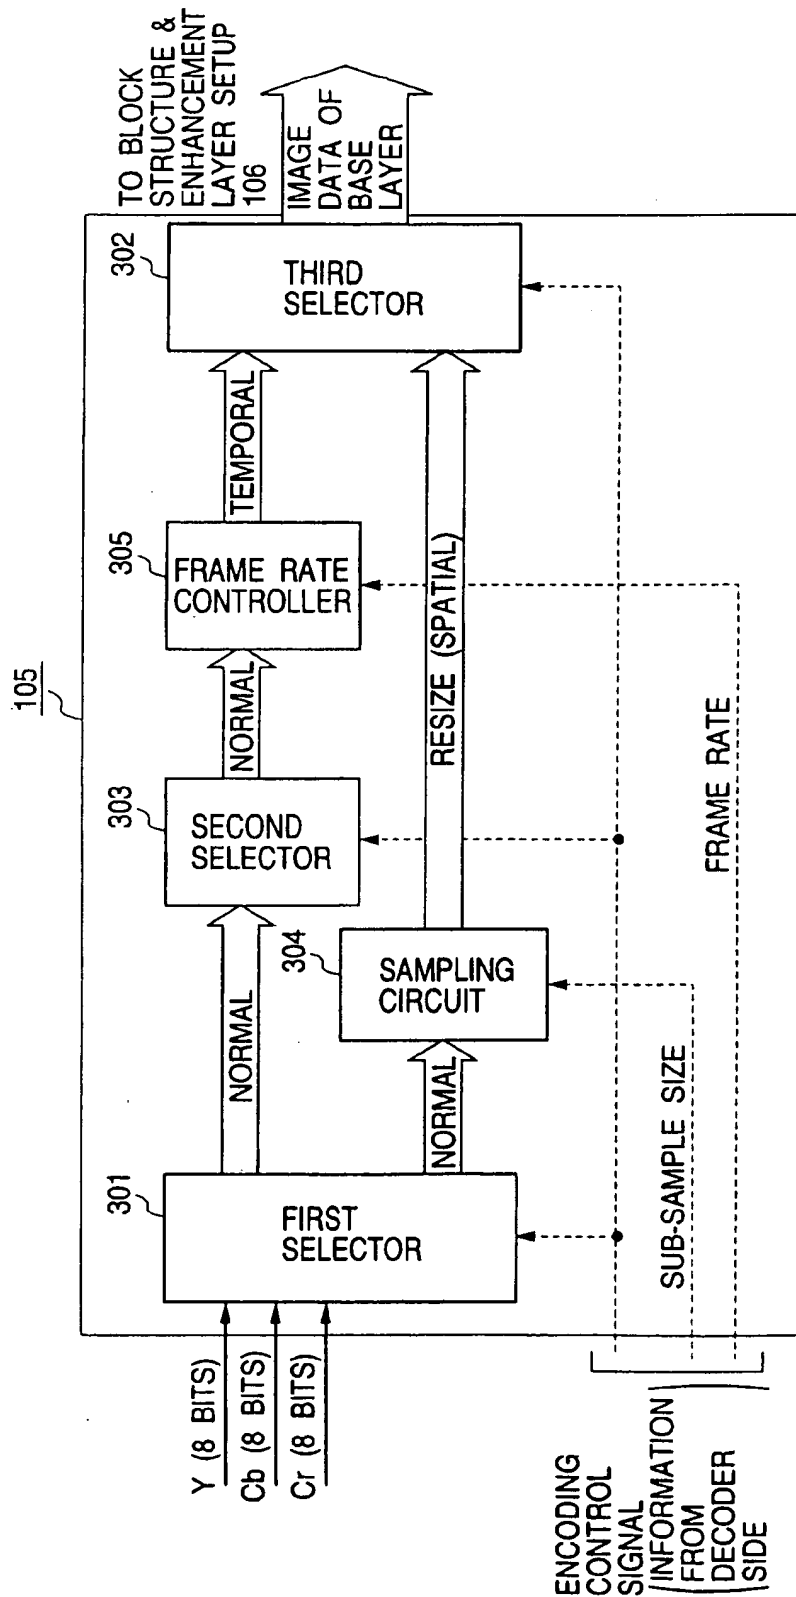 105
Y (8 BITS)
Cb (8 BITS)
Cr (8 BITS)
301
FIRST
SELECTOR
NORMAL
NORMAL
303
SECOND
SELECTOR
304
SAMPLING
CIRCUIT
NORMAL
305
FRAME RATE
CONTROLLER
TEMPORAL
RESIZE (SPATIAL)
302
THIRD
SELECTOR
TO BLOCK
STRUCTURE &
ENHANCEMENT
LAYER SETUP
106
IMAGE
DATA OF
BASE
LAYER
ENCODING
CONTROL
SIGNAL
(INFORMATION
FROM
DECODER
SIDE)
SUB-SAMPLE SIZE
FRAME RATE